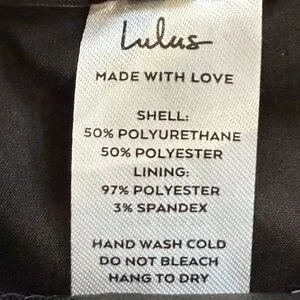 Lulus
MADE WITH LOVE
SHELL:
50% POLYURETHANE
50% POLYESTER
LINING:
97% POLYESTER
3% SPANDEX
HAND WASH COLD
DO NOT BLEACH
HANG TO DRY